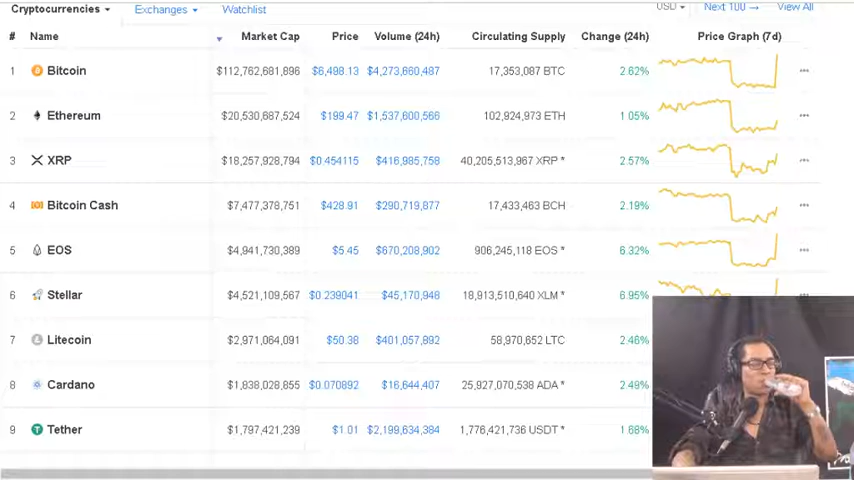 Cryptocurrencies Exchanges Watchlist USD Next 100 → View All
# Name Market Cap Price Volume (24h) Circulating Supply Change (24h) Price Graph (7d)
1 Bitcoin $112,762,681,896 $6,498.13 $4,273,660,487 17,353,087 BTC 2.62%
2 Ethereum $20,530,687,524 $199.47 $1,537,600,566 102,924,973 ETH 1.05%
3 XRP $18,257,928,794 $0.454115 $416,985,758 40,205,513,967 XRP * 2.57%
4 Bitcoin Cash $7,477,378,751 $428.91 $290,719,877 17,433,463 BCH 2.19%
5 EOS $4,941,730,389 $5.45 $670,208,902 906,245,118 EOS * 6.32%
6 Stellar $4,521,109,567 $0.239041 $45,170,948 18,913,510,640 XLM * 6.95%
7 Litecoin $2,971,064,091 $50.38 $401,057,892 58,970,652 LTC 2.46%
8 Cardano $1,838,028,855 $0.070892 $16,644,407 25,927,070,538 ADA * 2.49%
9 Tether $1,797,421,239 $1.01 $2,199,634,384 1,776,421,736 USDT * 1.68%